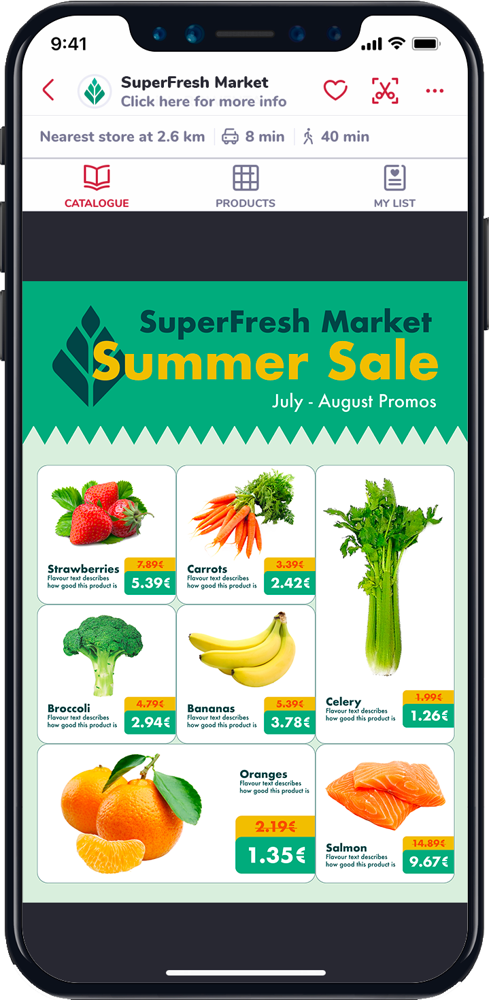 9:41
SuperFresh Market
Click here for more info
Nearest store at 2.6 km 8 min 40 min
CATALOGUE PRODUCTS MY LIST
SuperFresh Market
Summer Sale
July - August Promos
Strawberries
Flavour text describes
how good this product is
7.89€
5.39€
Carrots
Flavour text describes
how good this product is
3.39€
2.42€
Broccoli
Flavour text describes
how good this product is
4.79€
2.94€
Bananas
Flavour text describes
how good this product is
5.39€
3.78€
Celery
Flavour text describes
how good this product is
1.99€
1.26€
Oranges
Flavour text describes
how good this product is
2.19€
1.35€
Salmon
Flavour text describes
how good this product is
14.89€
9.67€